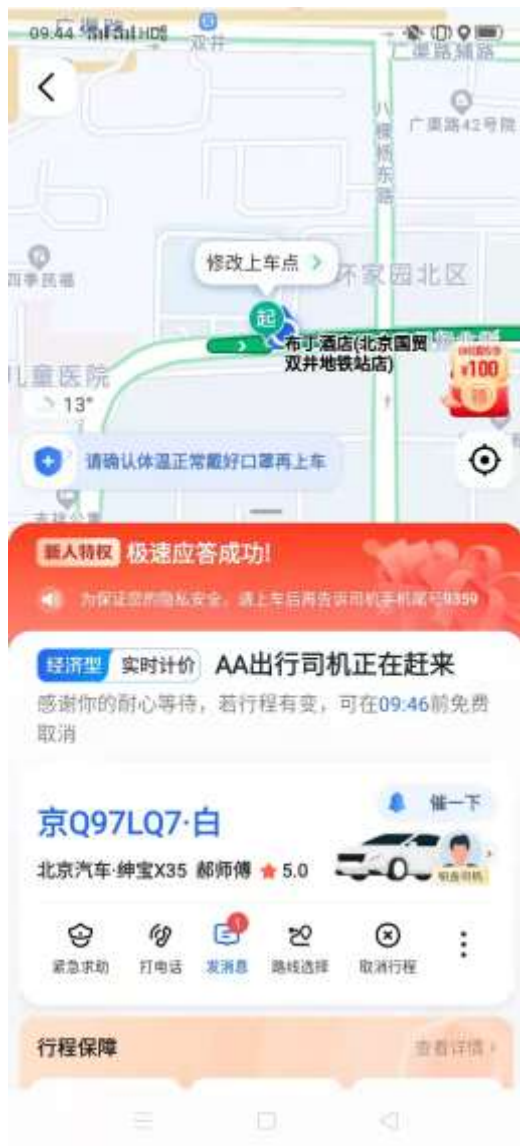 09:44
HD
双井
广渠路辅路
八棵杨东路
广渠路42号院
四季民福
修改上车点 >
怀家园北区
起
布丁酒店(北京国贸
双井地铁站店)
儿童医院
¥100
13°
请确认体温正常戴好口罩再上车
新人特权 极速应答成功!
为保证您的隐私安全，请上车后再告诉司机手机尾号9359
经济型 实时计价 AA出行司机正在赶来
感谢你的耐心等待，若行程有变，可在09:46前免费
取消
催一下
京Q97LQ7·白
北京汽车·绅宝X35 郝师傅 5.0
1
紧急求助 打电话 发消息 路线选择 取消行程
行程保障 查看详情 >